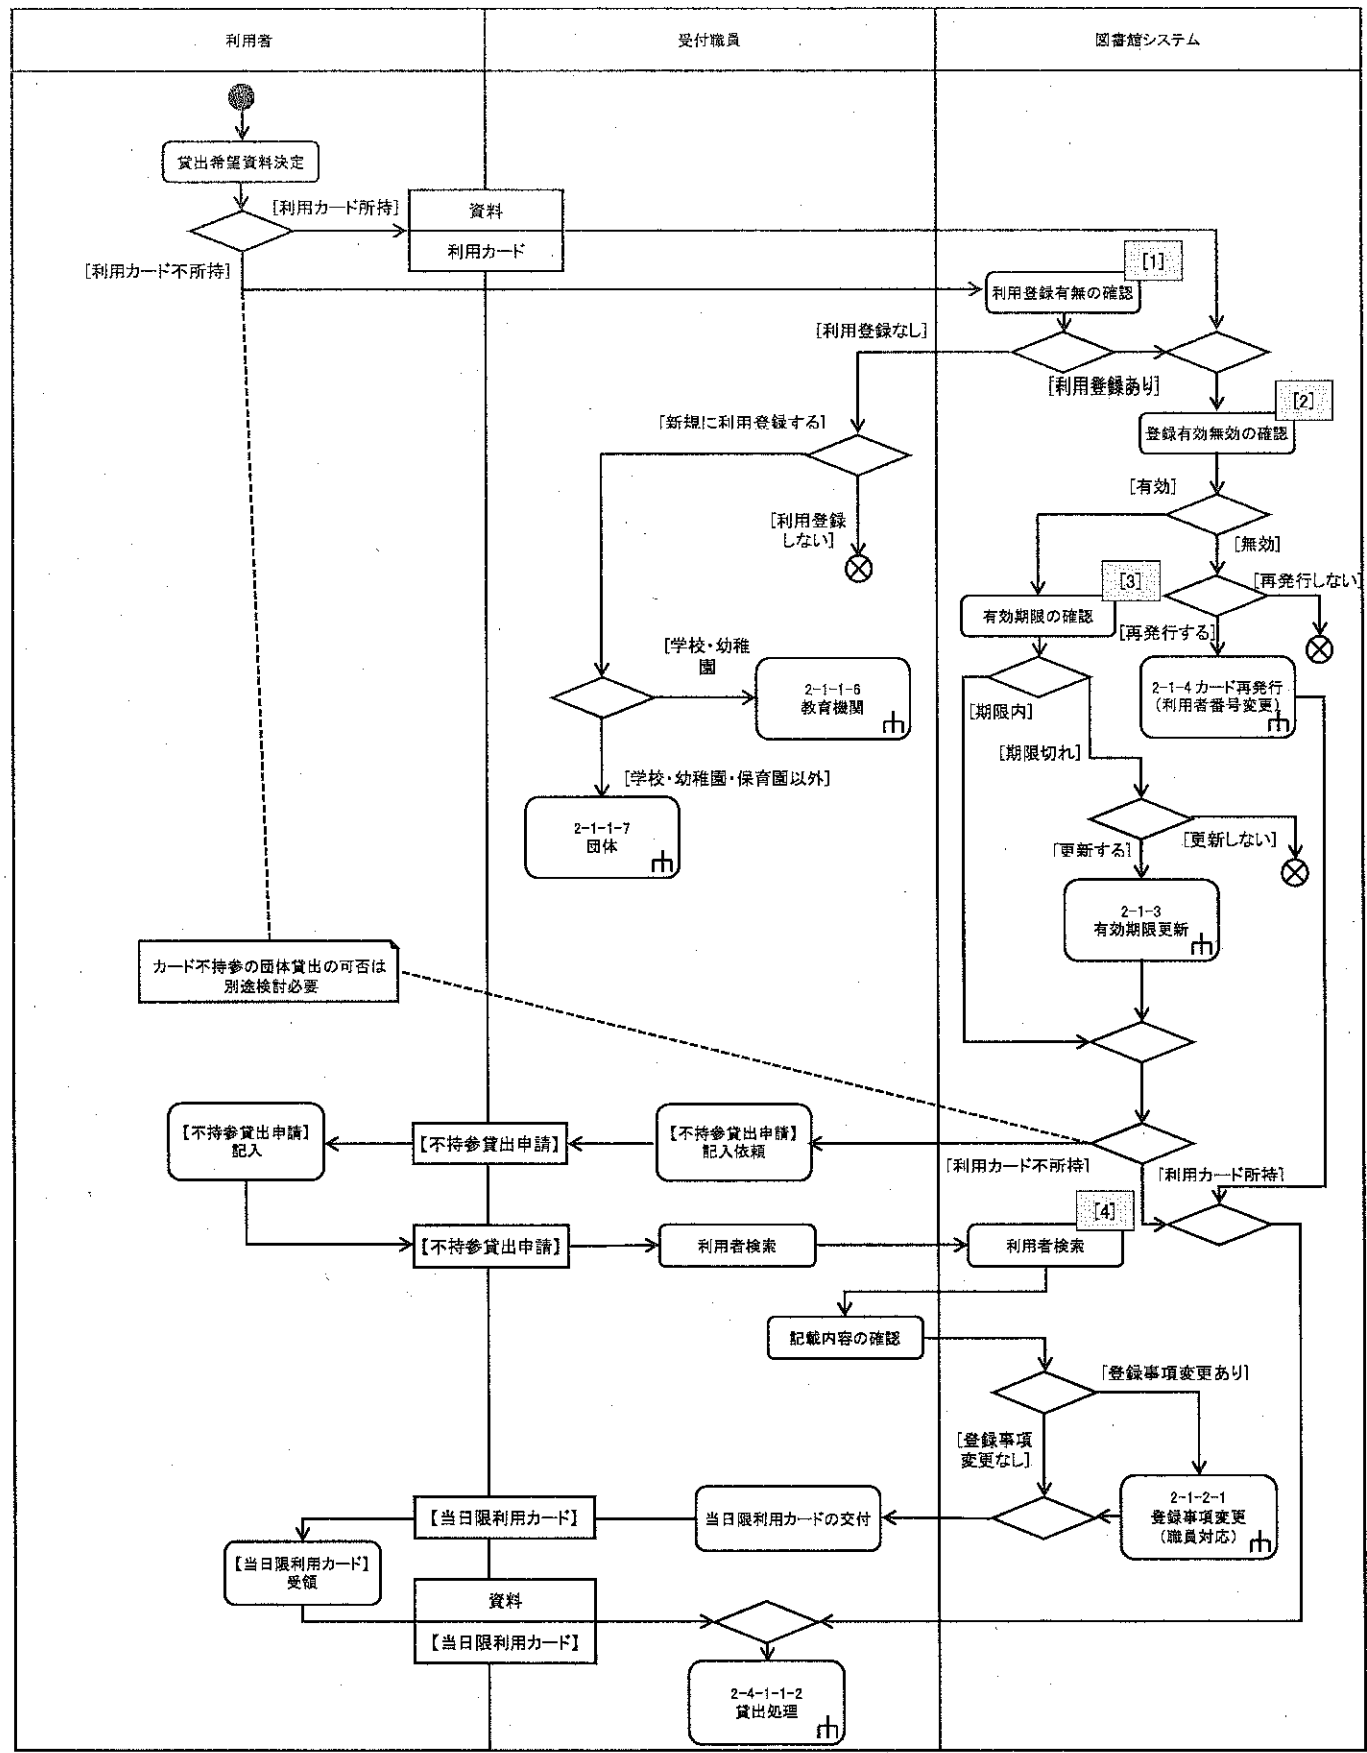 利用者
受付職員
図書館システム
貸出希望資料決定
[利用カード所持]
資料
利用カード
[利用カード不所持]
[1]
利用登録有無の確認
[利用登録なし]
[利用登録あり]
[2]
[新規に利用登録する]
登録有効無効の確認
[有効]
[利用登録
しない]
[無効]
[3]
[再発行しない]
有効期限の確認
[再発行する]
[学校・幼稚
園]
2-1-1-6
教育機関
2-1-4 カード再発行
(利用者番号変更)
[期限内]
[期限切れ]
[学校・幼稚園・保育園以外]
2-1-1-7
団体
[更新する]
[更新しない]
2-1-3
有効期限更新
カード不持参の団体貸出の可否は
別途検討必要
【不持参貸出申請】
記入
【不持参貸出申請】
【不持参貸出申請】
記入依頼
[利用カード不所持]
[利用カード所持]
[4]
【不持参貸出申請】
利用者検索
利用者検索
記載内容の確認
[登録事項変更あり]
[登録事項
変更なし]
2-1-2-1
登録事項変更
(職員対応)
【当日限利用カード】
当日限利用カードの交付
【当日限利用カード】
受領
資料
【当日限利用カード】
2-4-1-1-2
貸出処理